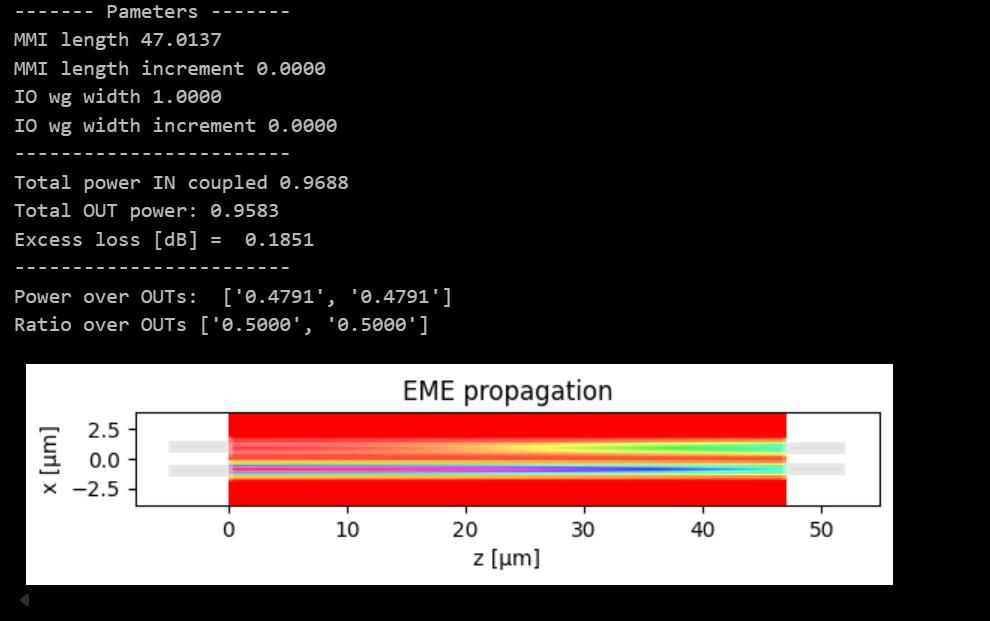 ------- Pameters -------
MMI length 47.0137
MMI length increment 0.0000
IO wg width 1.0000
IO wg width increment 0.0000
------------------------
Total power IN coupled 0.9688
Total OUT power: 0.9583
Excess loss [dB] =  0.1851
------------------------
Power over OUTs:  ['0.4791', '0.4791']
Ratio over OUTs ['0.5000', '0.5000']
EME propagation
x [µm]
2.5
0.0
−2.5
0 10 20 30 40 50
z [µm]